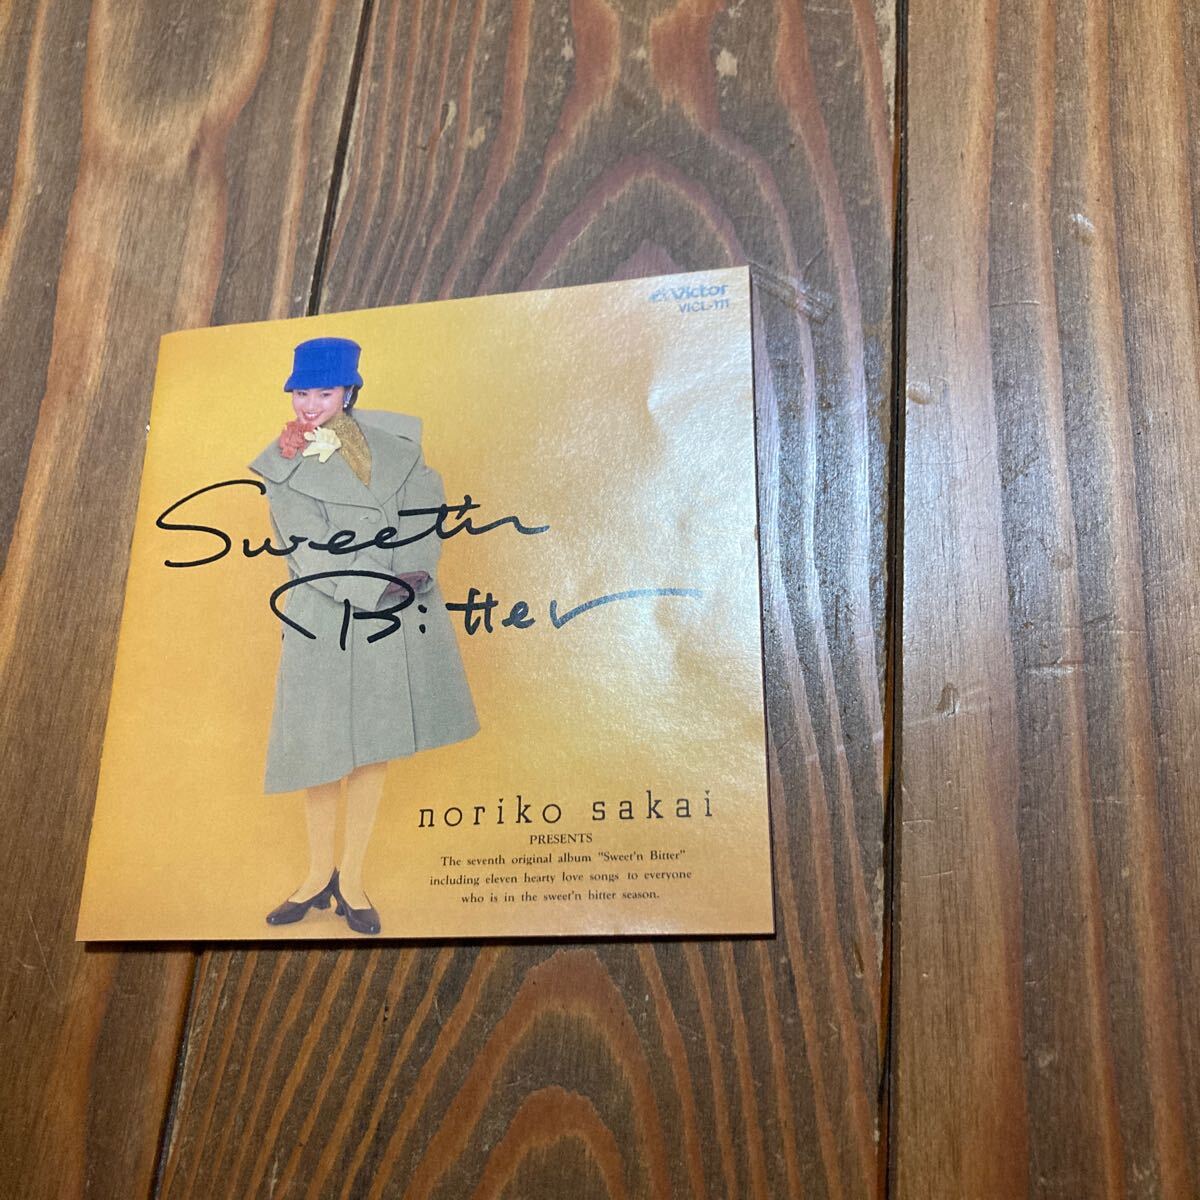 Victor
VICL-111
Sweet'n
Bitter
noriko sakai
PRESENTS
The seventh original album "Sweet'n Bitter"
including eleven hearty love songs to everyone
who is in the sweet'n bitter season.